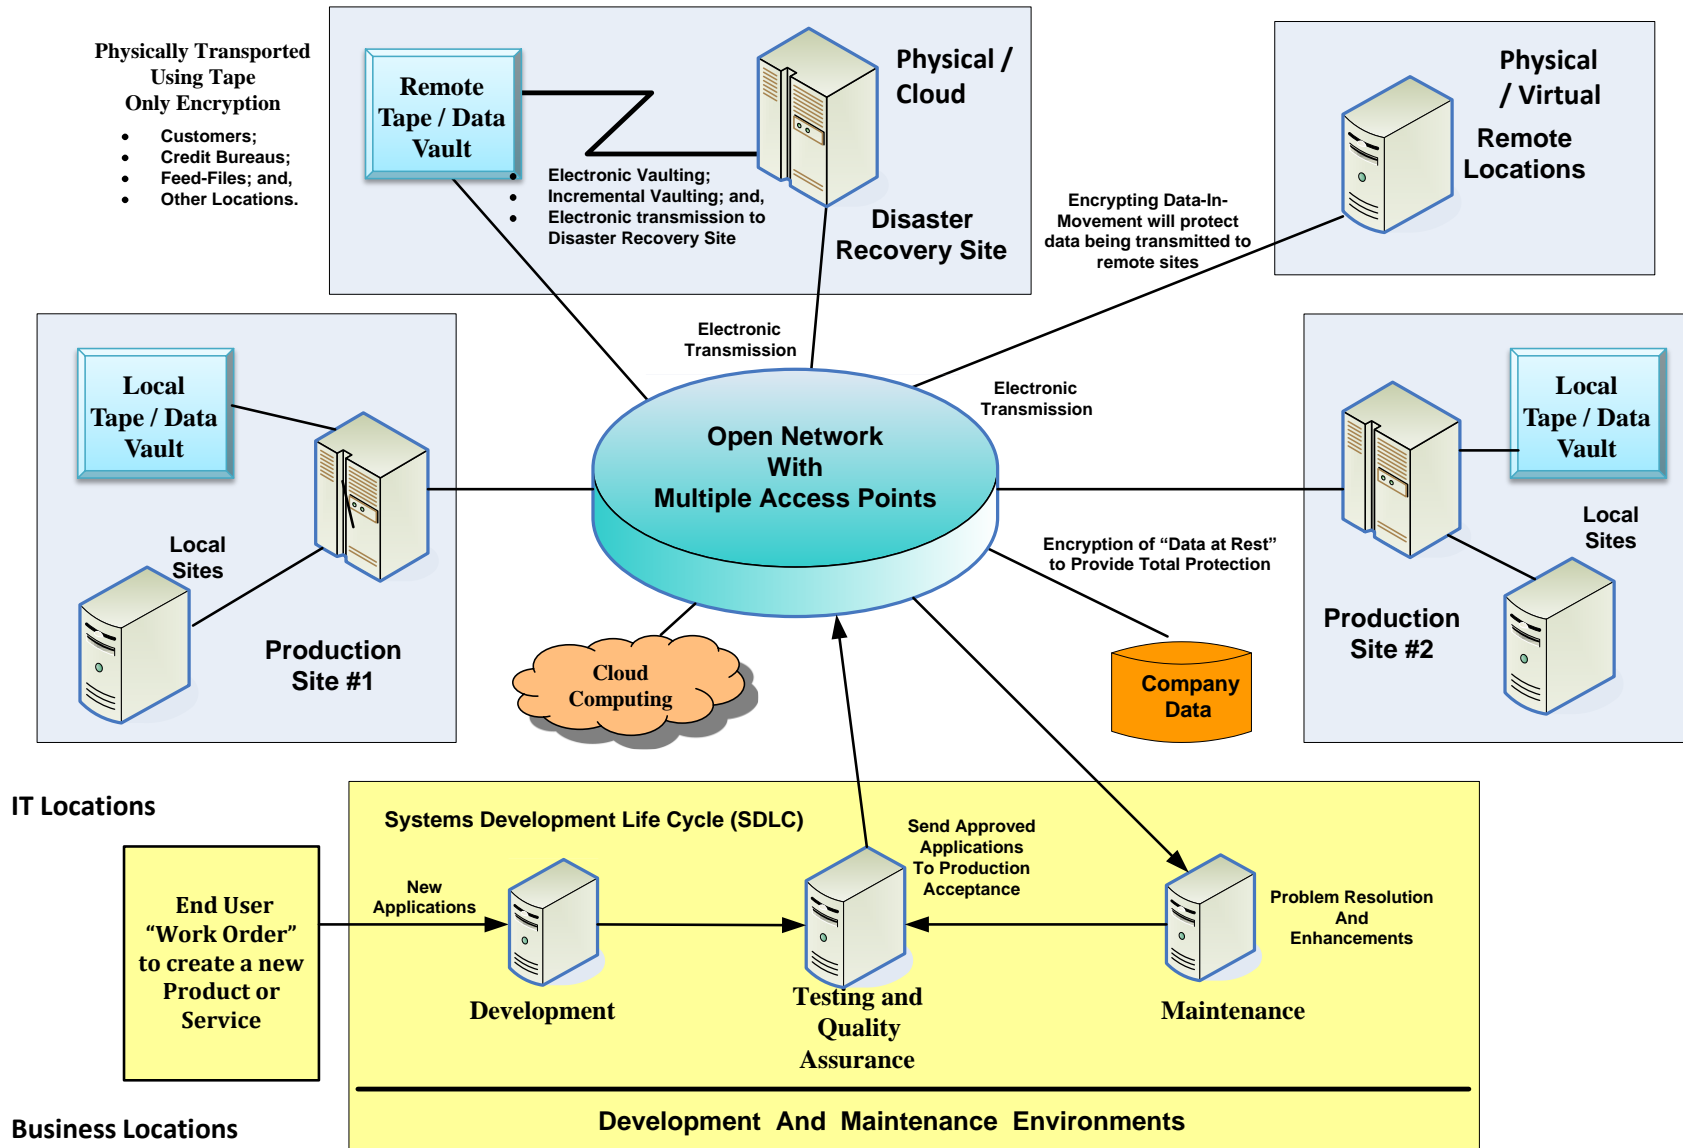 Physically Transported
Using Tape
Only Encryption
• Customers;
• Credit Bureaus;
• Feed-Files; and,
• Other Locations.
Remote
Tape / Data
Vault
Physical /
Cloud
• Electronic Vaulting;
• Incremental Vaulting; and,
• Electronic transmission to
Disaster Recovery Site
Disaster
Recovery Site
Physical
/ Virtual
Remote
Locations
Encrypting Data-In-
Movement will protect
data being transmitted to
remote sites
Electronic
Transmission
Electronic
Transmission
Local
Tape / Data
Vault
Local
Sites
Production
Site #1
Open Network
With
Multiple Access Points
Local
Tape / Data
Vault
Local
Sites
Production
Site #2
Encryption of “Data at Rest”
to Provide Total Protection
Cloud
Computing
Company
Data
IT Locations
Systems Development Life Cycle (SDLC)
Send Approved
Applications
To Production
Acceptance
End User
“Work Order”
to create a new
Product or
Service
New
Applications
Problem Resolution
And
Enhancements
Development
Testing and
Quality
Assurance
Maintenance
Development And Maintenance Environments
Business Locations